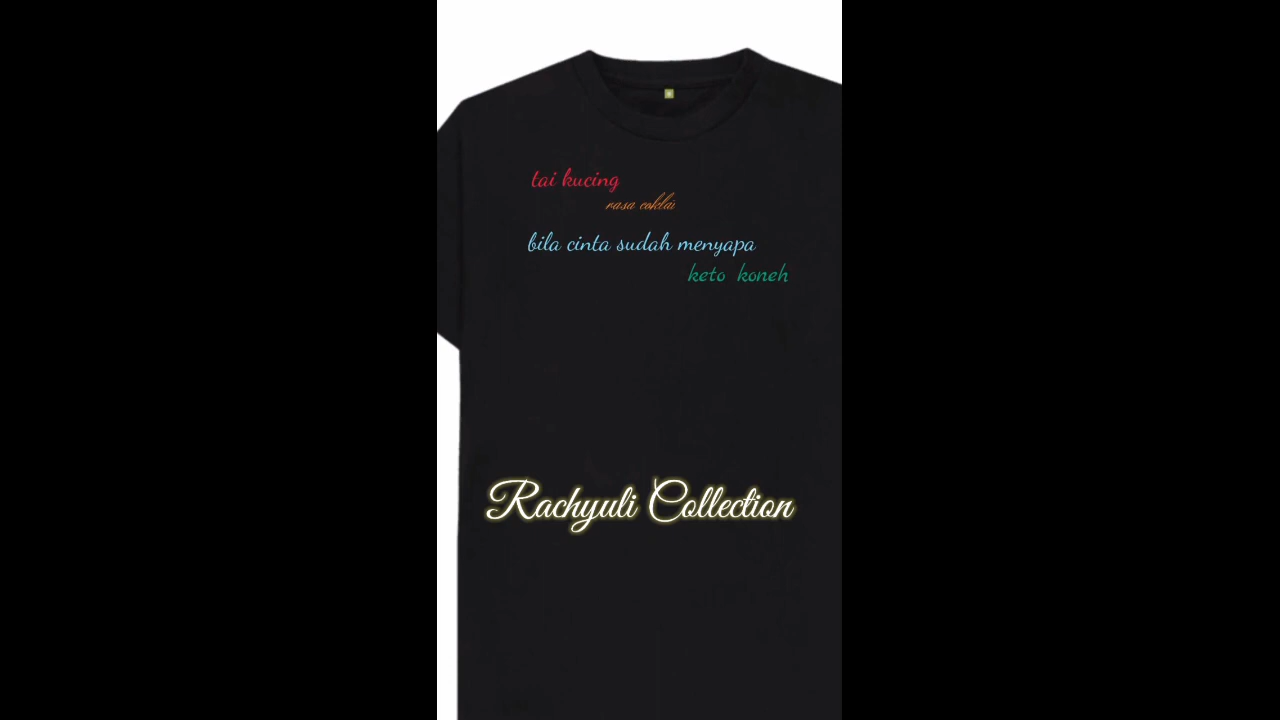 tai kucing
rasa coklat
bila cinta sudah menyapa
keto koneh
Rachyuli Collection